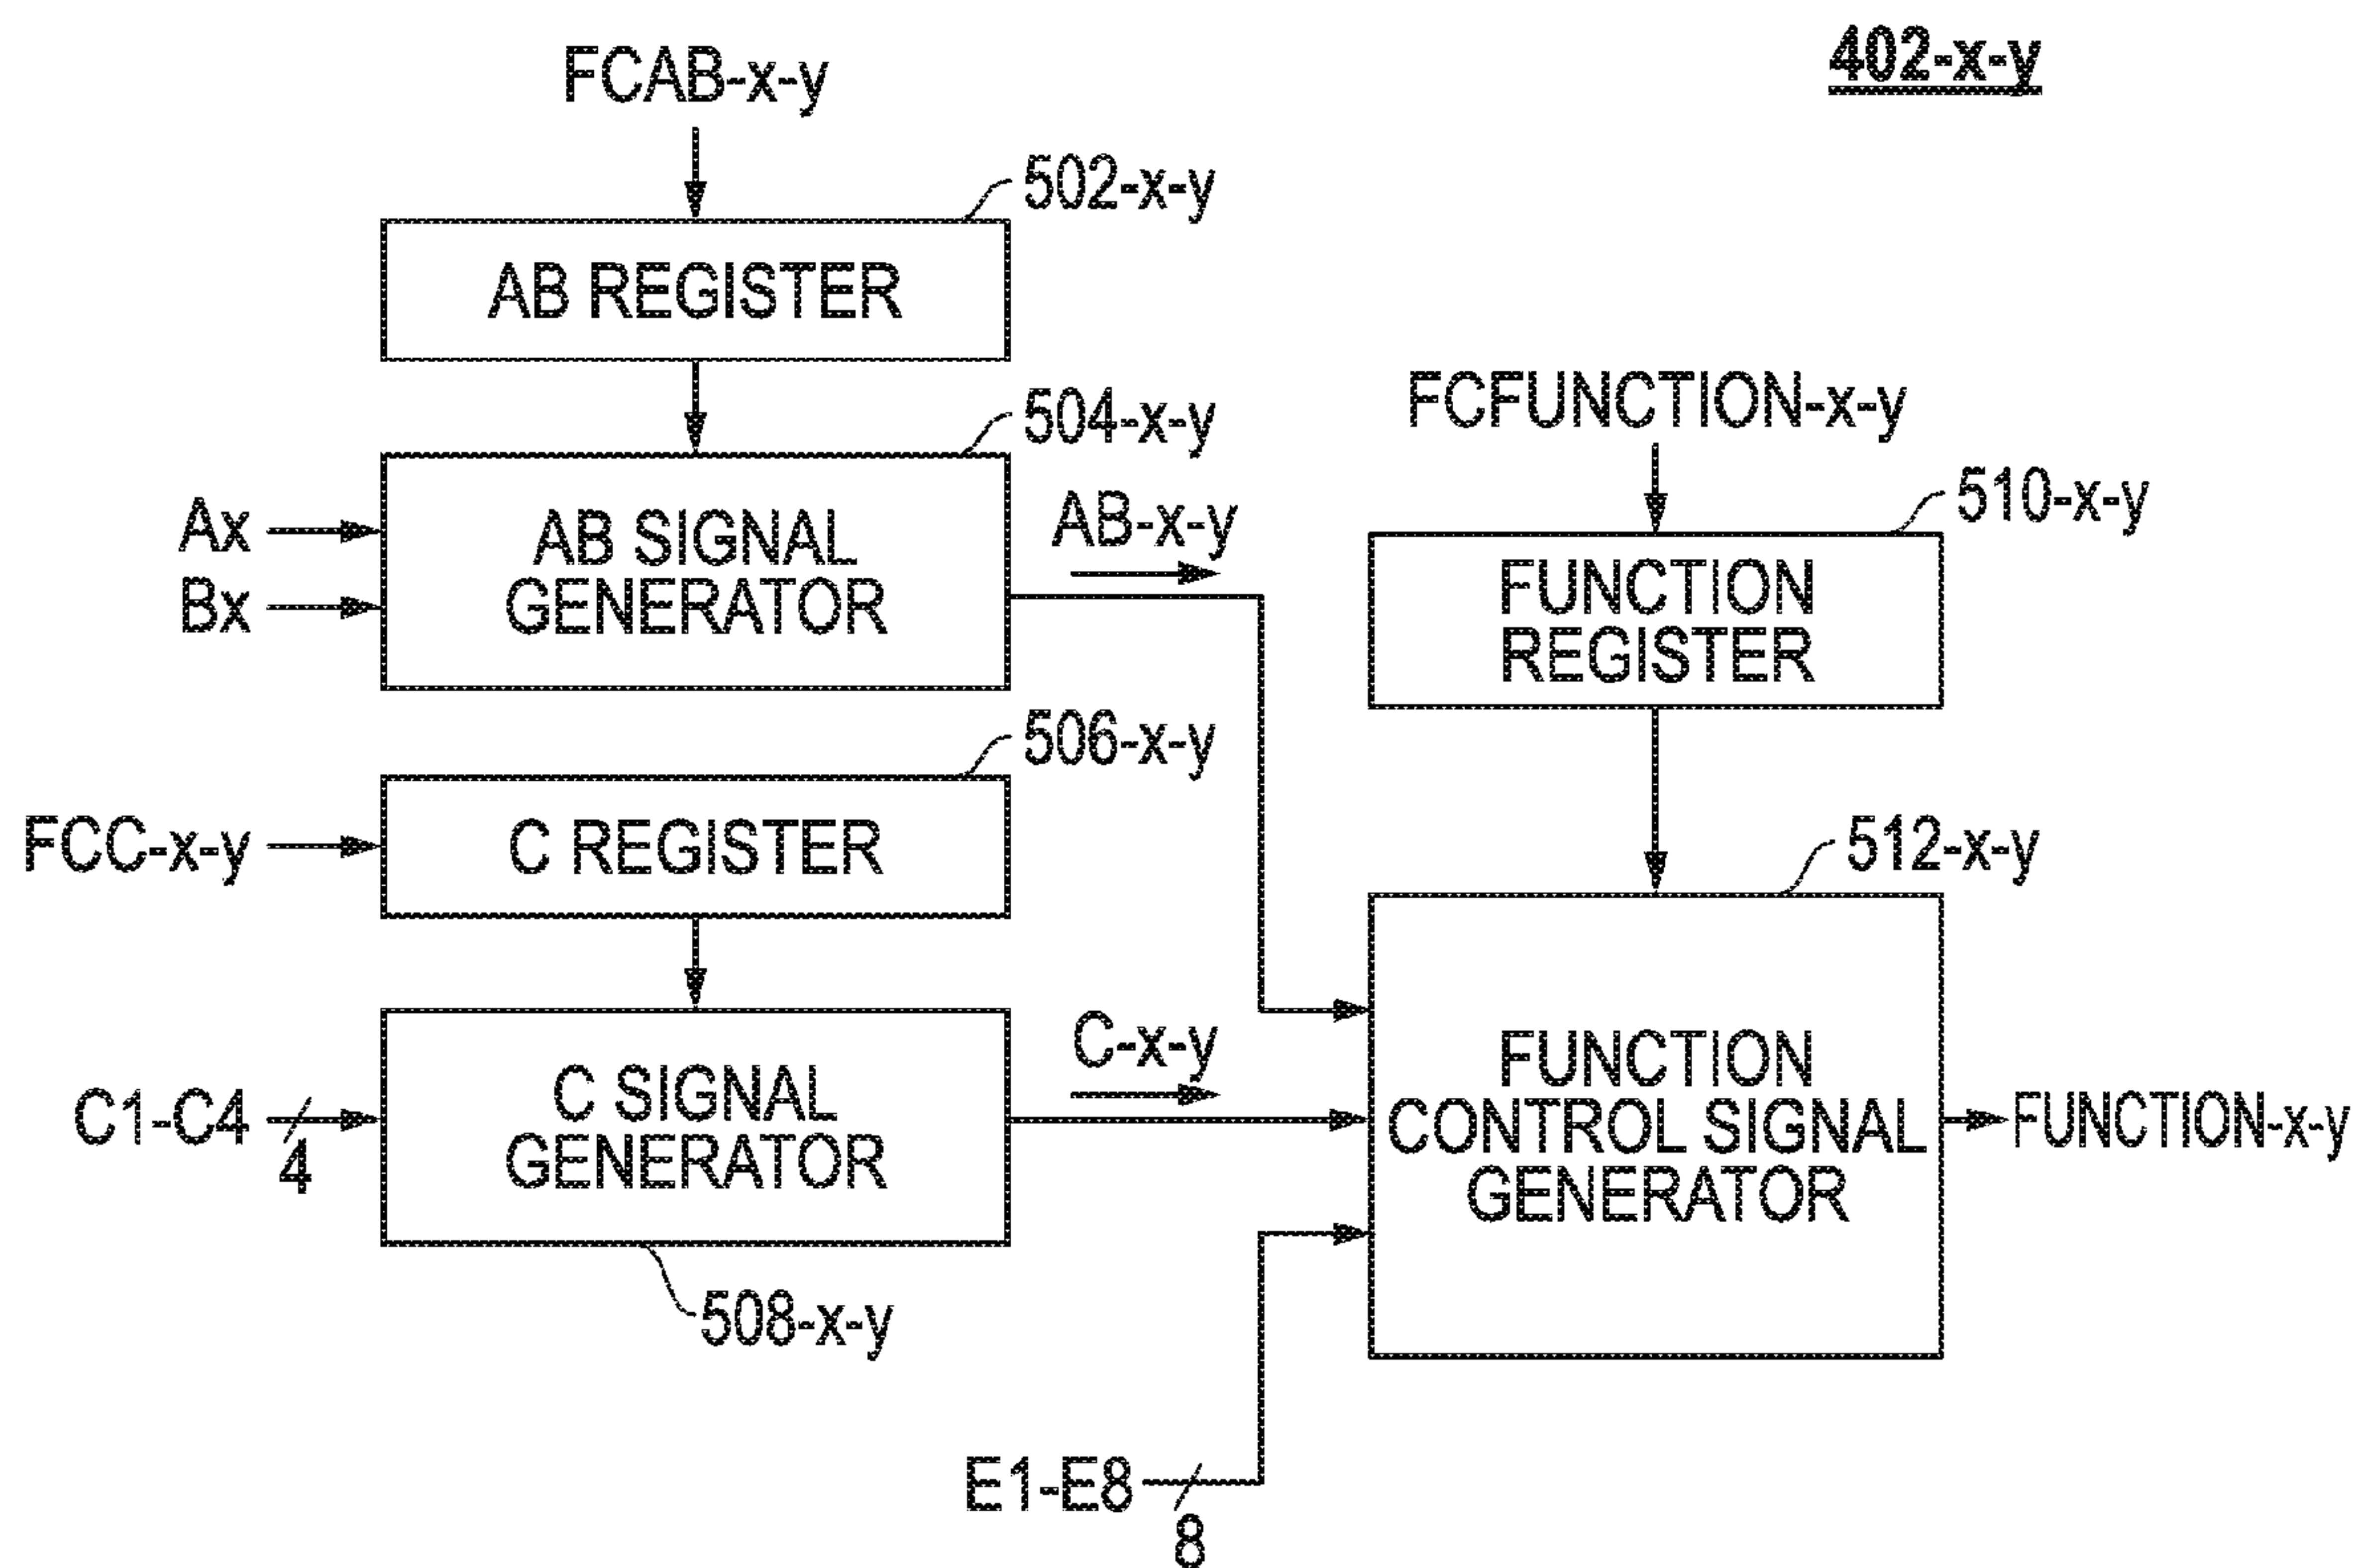 402-x-y
FCAB-x-y
502-x-y
AB REGISTER
504-x-y
FCFUNCTION-x-y
Ax
Bx
AB SIGNAL
GENERATOR
AB-x-y
510-x-y
FUNCTION
REGISTER
506-x-y
FCC-x-y
C REGISTER
512-x-y
C1-C4
4
C SIGNAL
GENERATOR
C-x-y
FUNCTION
CONTROL SIGNAL
GENERATOR
FUNCTION-x-y
508-x-y
E1-E8
8